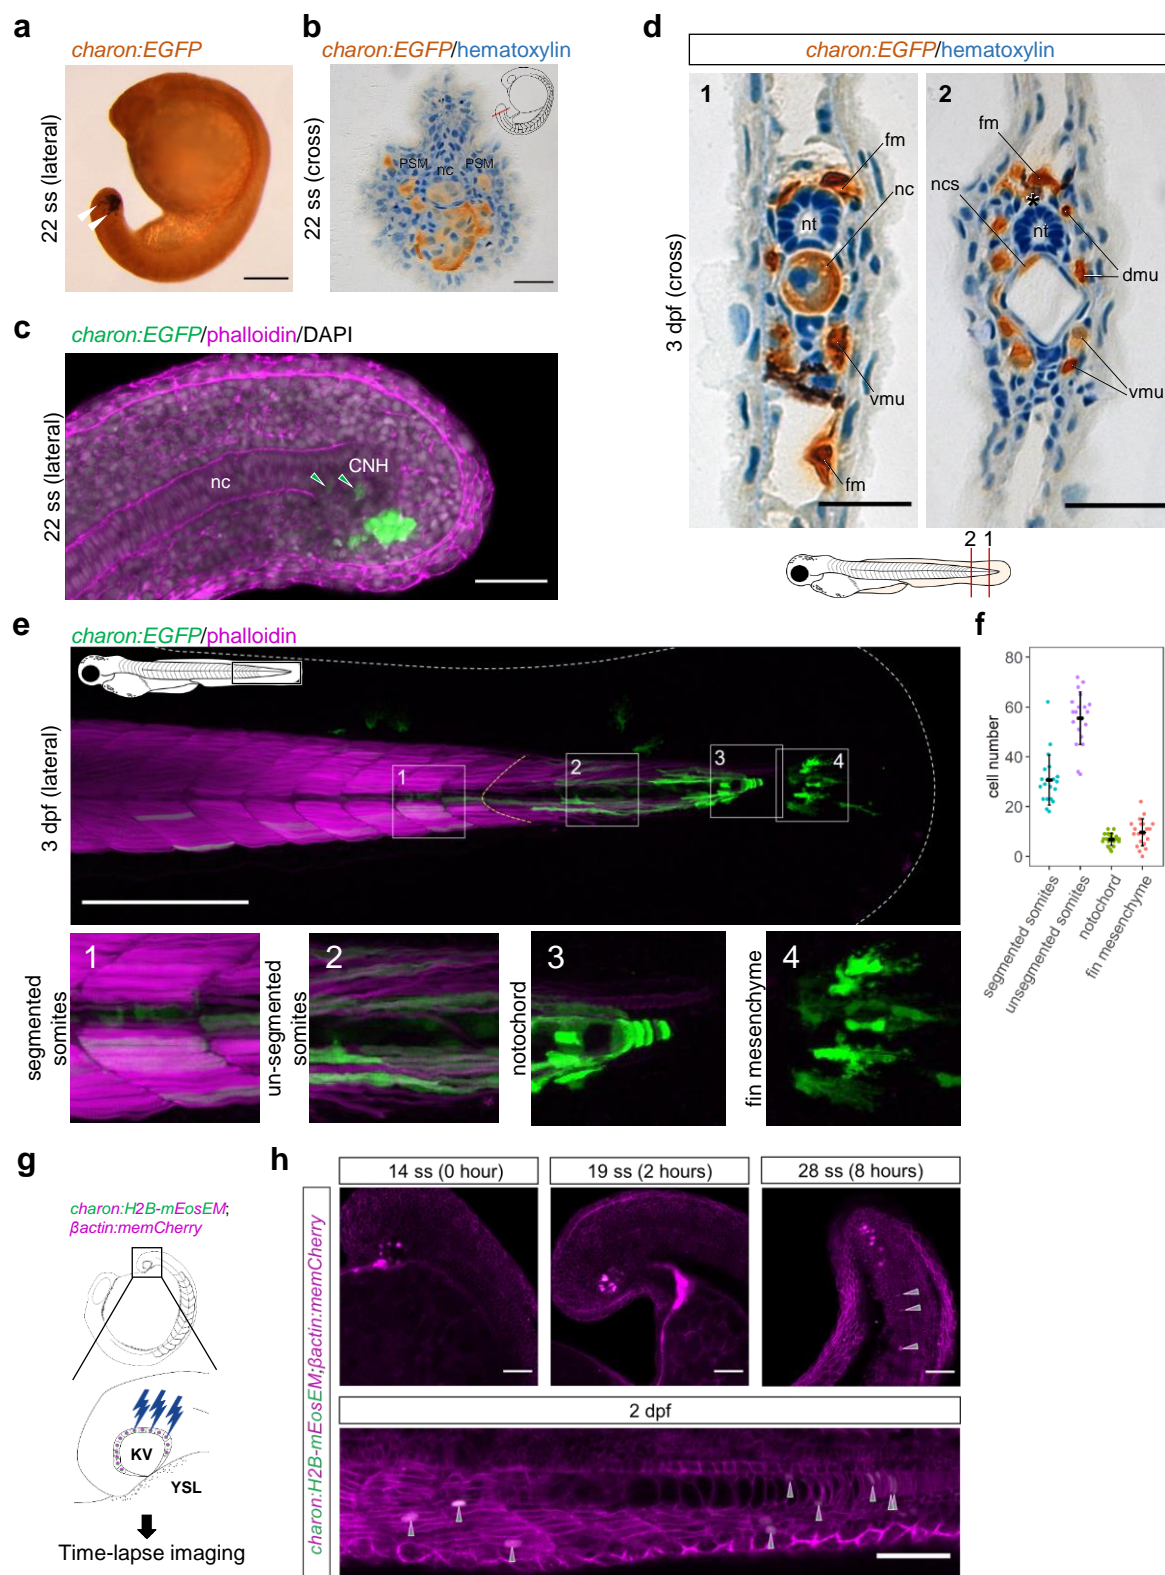 a
charon:EGFP
22 ss (lateral)
b
charon:EGFP/hematoxylin
22 ss (cross)
PSM
nc
PSM
c
charon:EGFP/phalloidin/DAPI
22 ss (lateral)
nc
CNH
d
charon:EGFP/hematoxylin
3 dpf (cross)
1
fm
nc
nt
vmu
fm
2
fm
ncs
*
nt
dmu
vmu
2 1
e
charon:EGFP/phalloidin
3 dpf (lateral)
1
2
3
4
segmented
somites
1
un-segmented
somites
2
notochord
3
fin mesenchyme
4
f
cell number
80
60
40
20
0
segmented somites
unsegmented somites
notochord
fin mesenchyme
g
charon:H2B-mEosEM;
βactin:memCherry
KV
YSL
Time-lapse imaging
h
charon:H2B-mEosEM;βactin:memCherry
14 ss (0 hour)
19 ss (2 hours)
28 ss (8 hours)
2 dpf